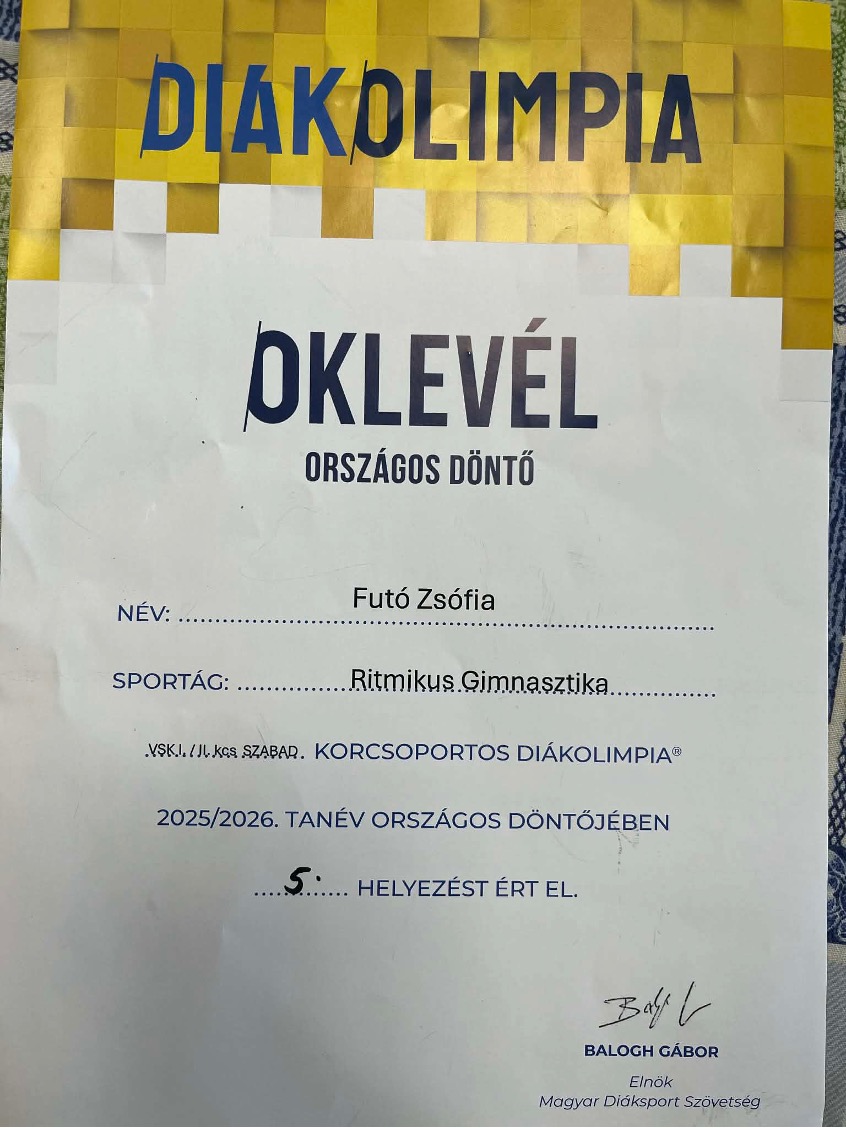 DIÁKOLIMPIA
OKLEVÉL
ORSZÁGOS DÖNTŐ
NÉV: Futó Zsófia
SPORTÁG: Ritmikus Gimnasztika
VSK.I. / II. kcs SZABAD. KORCSOPORTOS DIÁKOLIMPIA®
2025/2026. TANÉV ORSZÁGOS DÖNTŐJÉBEN
5. HELYEZÉST ÉRT EL.
BALOGH GÁBOR
Elnök
Magyar Diáksport Szövetség